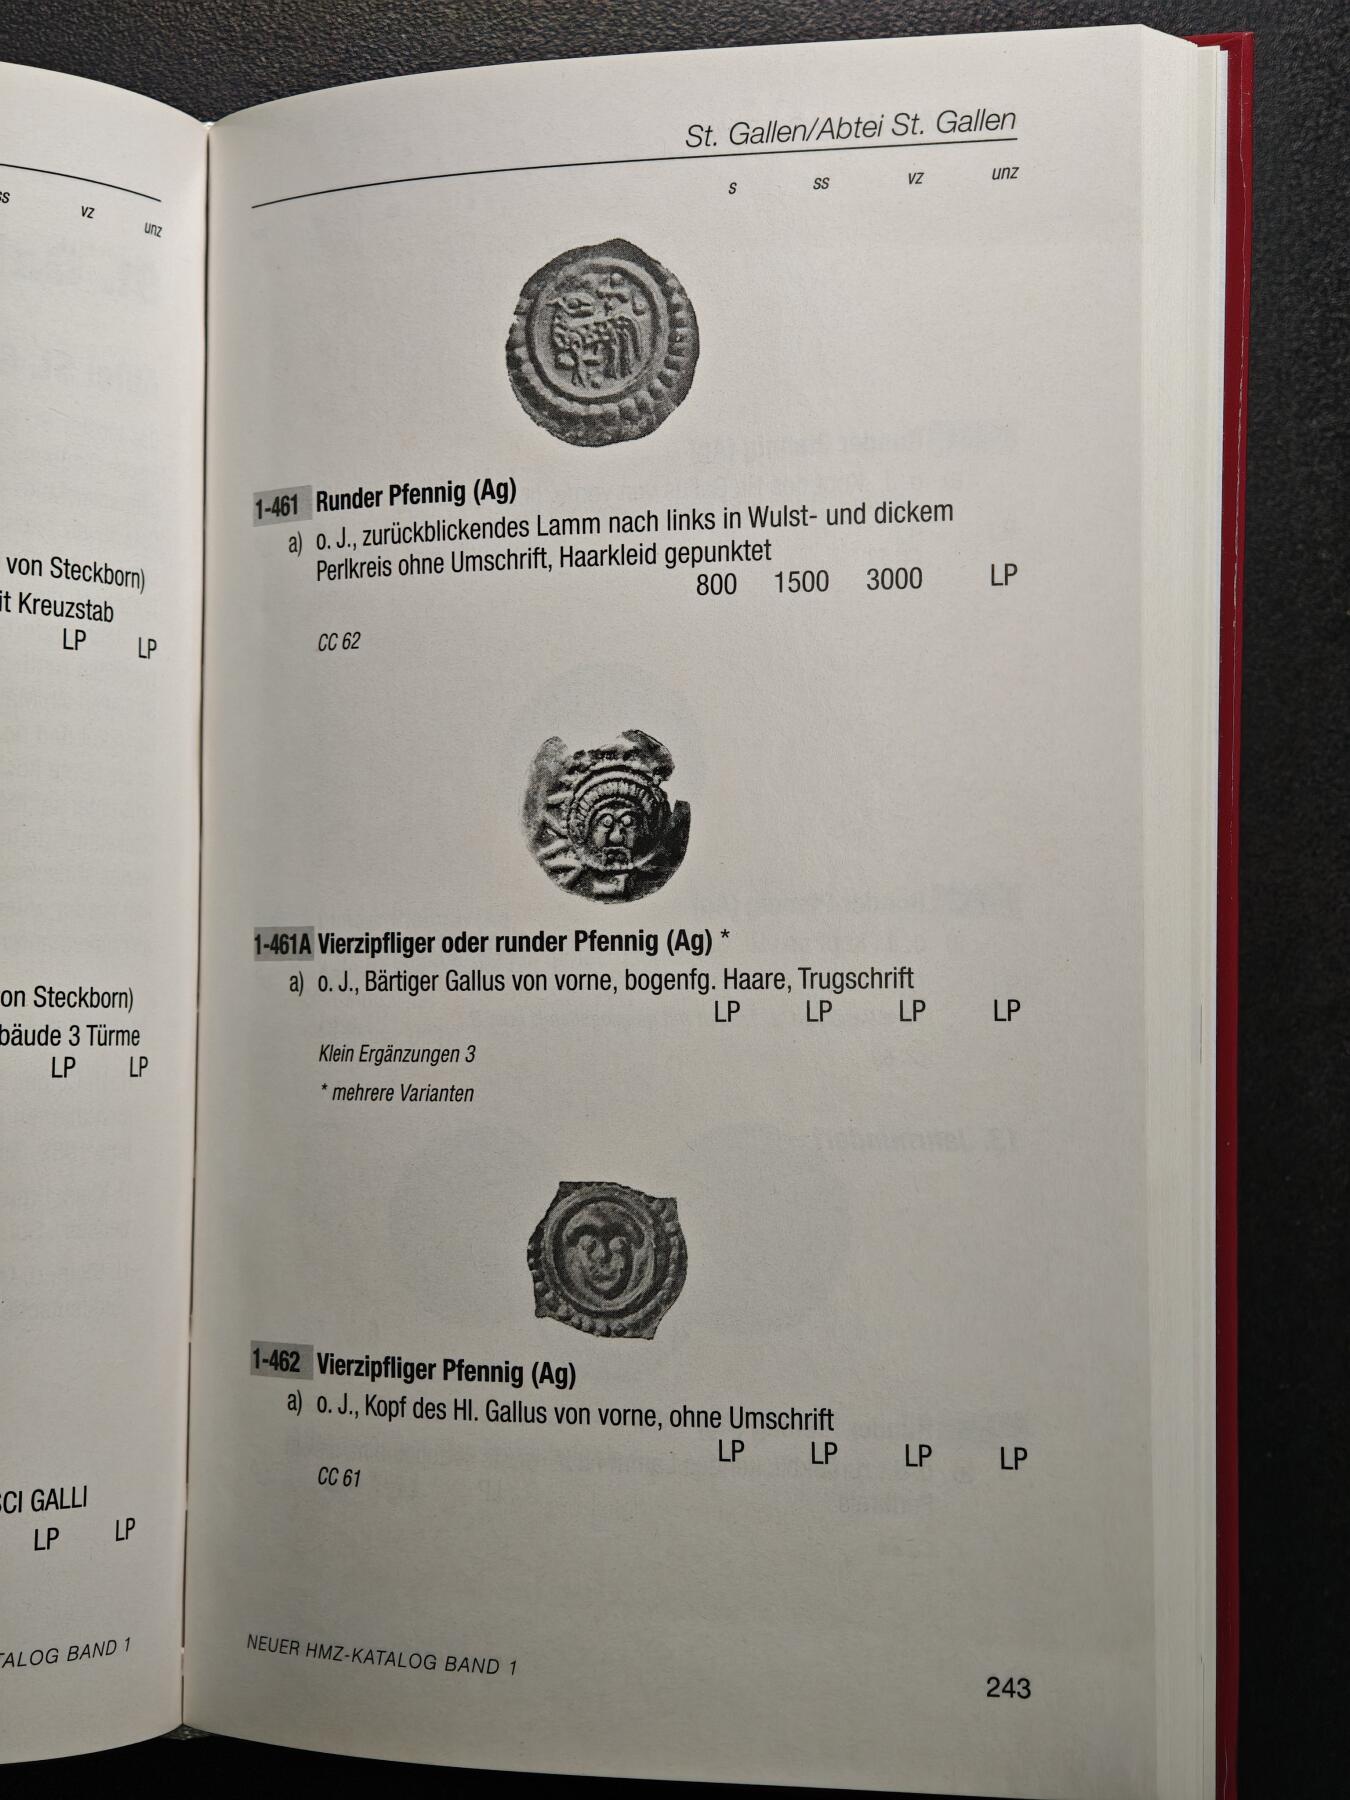 ss vz unz
von Steckborn)
it Kreuzstab
LP LP
on Steckborn)
bäude 3 Türme
LP LP
SCI GALLI
LP LP
TALOG BAND 1
St. Gallen/Abtei St. Gallen
s ss vz unz
1-461 Runder Pfennig (Ag)
a) o. J., zurückblickendes Lamm nach links in Wulst- und dickem
Perlkreis ohne Umschrift, Haarkleid gepunktet
800 1500 3000 LP
CC 62
1-461A Vierzipfliger oder runder Pfennig (Ag) *
a) o. J., Bärtiger Gallus von vorne, bogenfg. Haare, Trugschrift
LP LP LP LP
Klein Ergänzungen 3
* mehrere Varianten
1-462 Vierzipfliger Pfennig (Ag)
a) o. J., Kopf des Hl. Gallus von vorne, ohne Umschrift
LP LP LP LP
CC 61
NEUER HMZ-KATALOG BAND 1
243